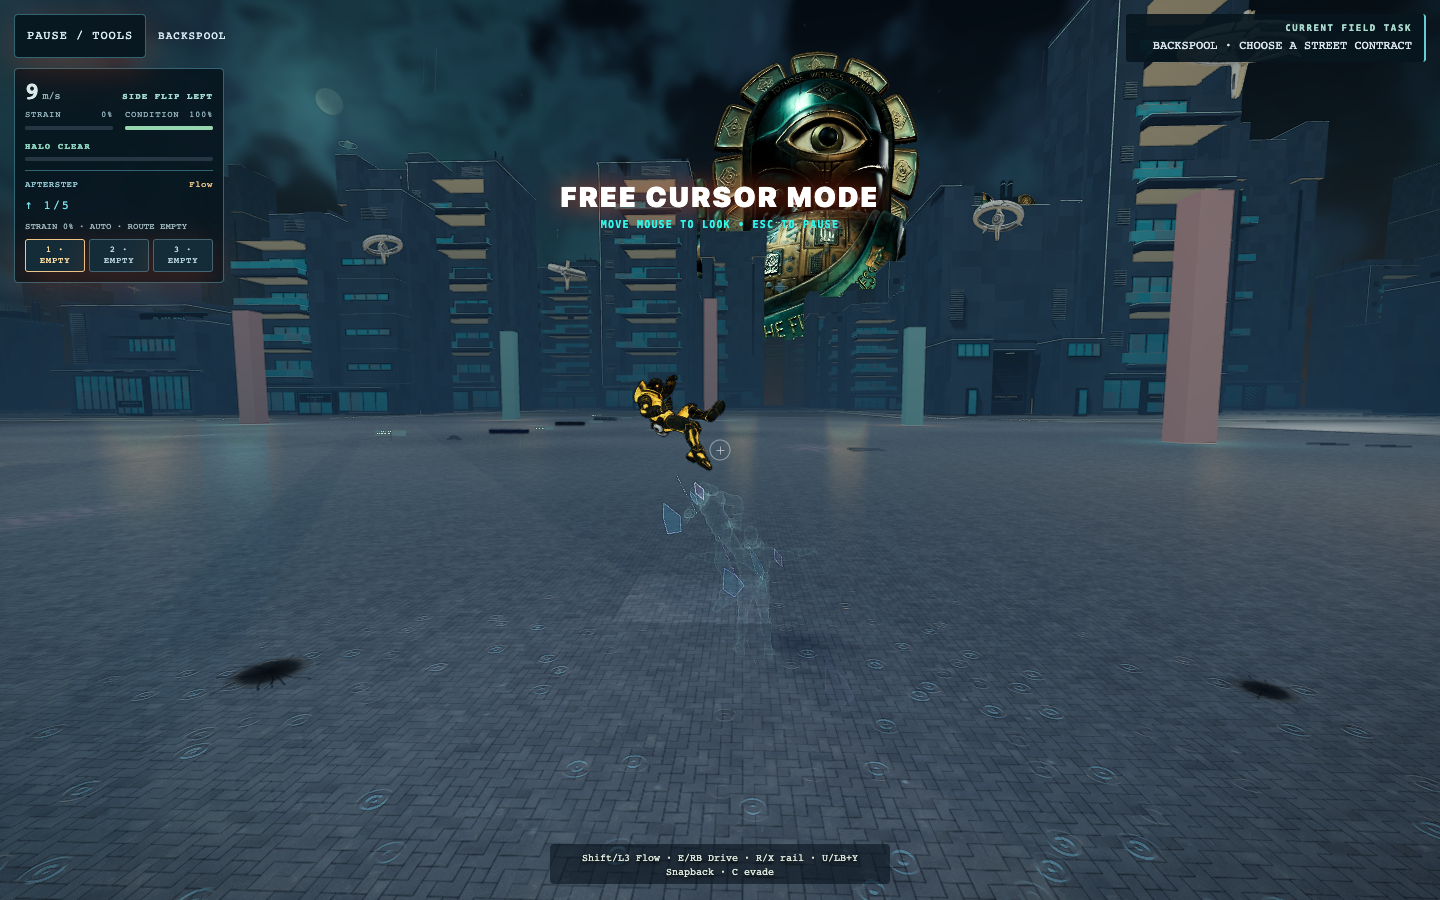 PAUSE / TOOLS
BACKSPOOL
CURRENT FIELD TASK
BACKSPOOL · CHOOSE A STREET CONTRACT
9 m/s
SIDE FLIP LEFT
STRAIN 0%
CONDITION 100%
HALO CLEAR
AFTERSTEP
Flow
↑ 1/5
STRAIN 0% · AUTO · ROUTE EMPTY
1 · EMPTY
2 · EMPTY
3 · EMPTY
FREE CURSOR MODE
MOVE MOUSE TO LOOK · ESC TO PAUSE
THE
Shift/L3 Flow · E/RB Drive · R/X rail · U/LB+Y
Snapback · C evade